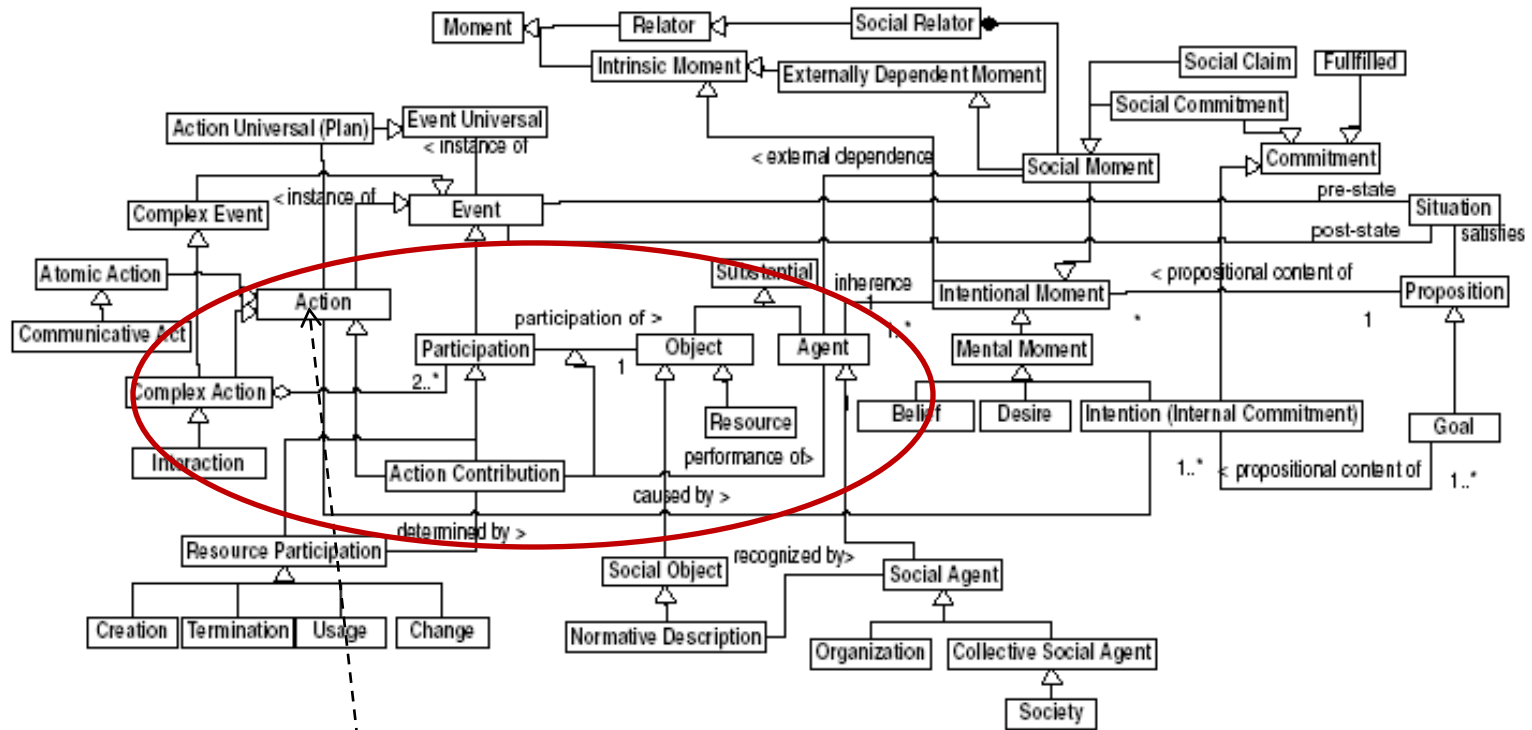 Moment
Relator
Social Relator
Intrinsic Moment
Externally Dependent Moment
Social Claim
Fullfilled
Social Commitment
Action Universal (Plan)
Event Universal
< instance of
< external dependence
Social Moment
Commitment
Complex Event
< instance of
Event
pre-state
Situation
post-state
satisfies
Atomic Action
Action
Substantial
inherence
1
Intentional Moment
< propositional content of
*
1
Proposition
Communicative Act
participation of >
Participation
1
Object
Agent
1..*
Mental Moment
Complex Action
2..*
Resource
Belief
Desire
Intention (Internal Commitment)
Goal
Interaction
Action Contribution
performance of>
1..*
< propositional content of
1..*
caused by >
determined by >
Resource Participation
Social Object
recognized by>
Social Agent
Creation
Termination
Usage
Change
Normative Description
Organization
Collective Social Agent
Society